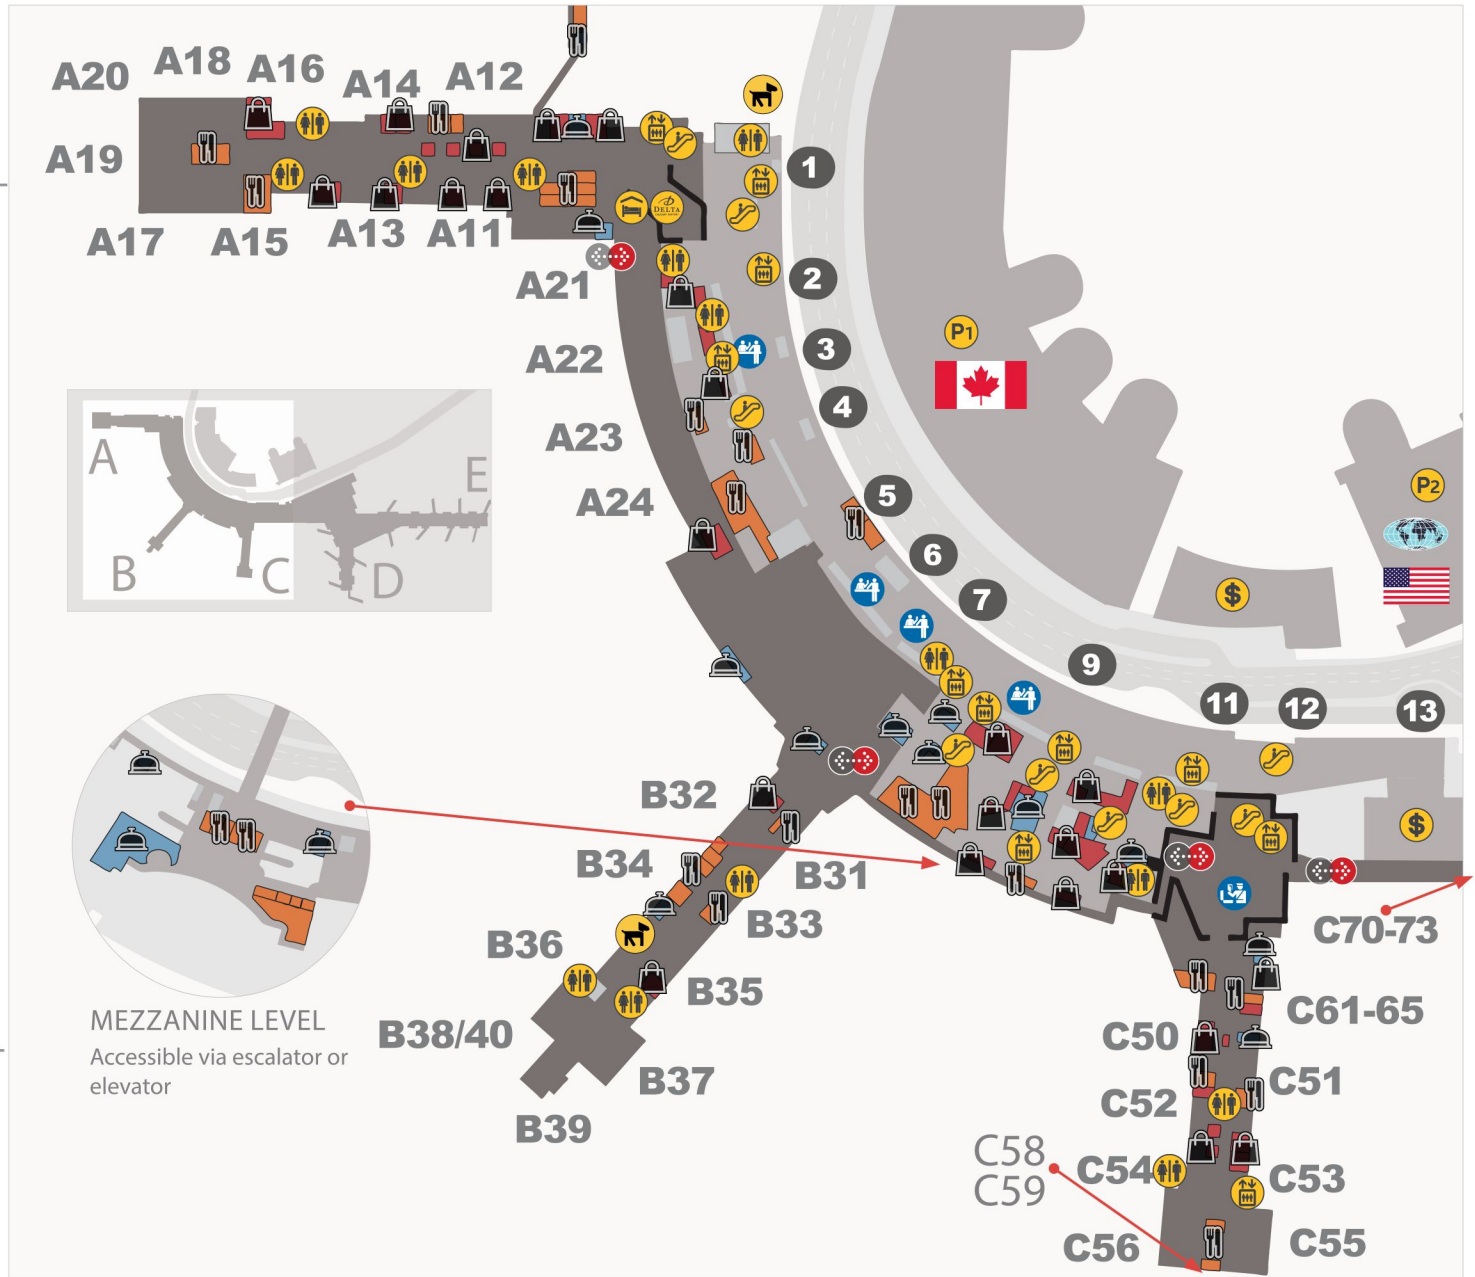 A20
A18
A16
A14
A12
A19
A17
A15
A13
A11
DELTA
A21
A22
A23
A24
1
2
3
4
5
6
7
9
11
12
13
P1
P2
$
$
A
B
C
D
E
B32
B34
B31
B33
B36
B35
B38/40
B37
B39
MEZZANINE LEVEL
Accessible via escalator or
elevator
C70-73
C61-65
C50
C51
C52
C58
C59
C54
C53
C56
C55